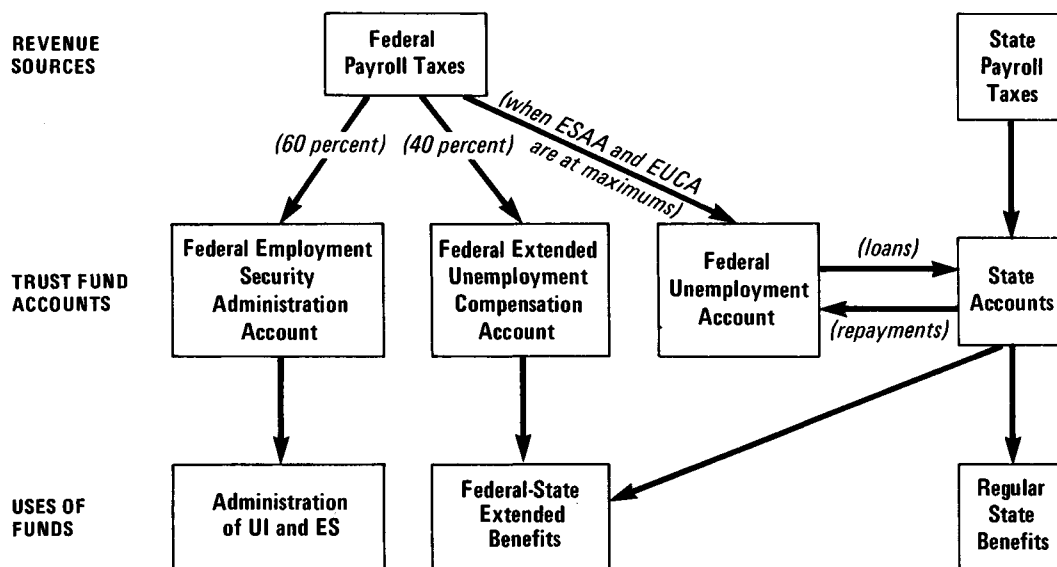 REVENUE
SOURCES
Federal
Payroll Taxes
State
Payroll
Taxes
(60 percent)
(40 percent)
(when ESAA and EUCA
are at maximums)
TRUST FUND
ACCOUNTS
Federal Employment
Security
Administration
Account
Federal Extended
Unemployment
Compensation
Account
Federal
Unemployment
Account
(loans)
(repayments)
State
Accounts
USES OF
FUNDS
Administration
of UI and ES
Federal-State
Extended
Benefits
Regular
State
Benefits